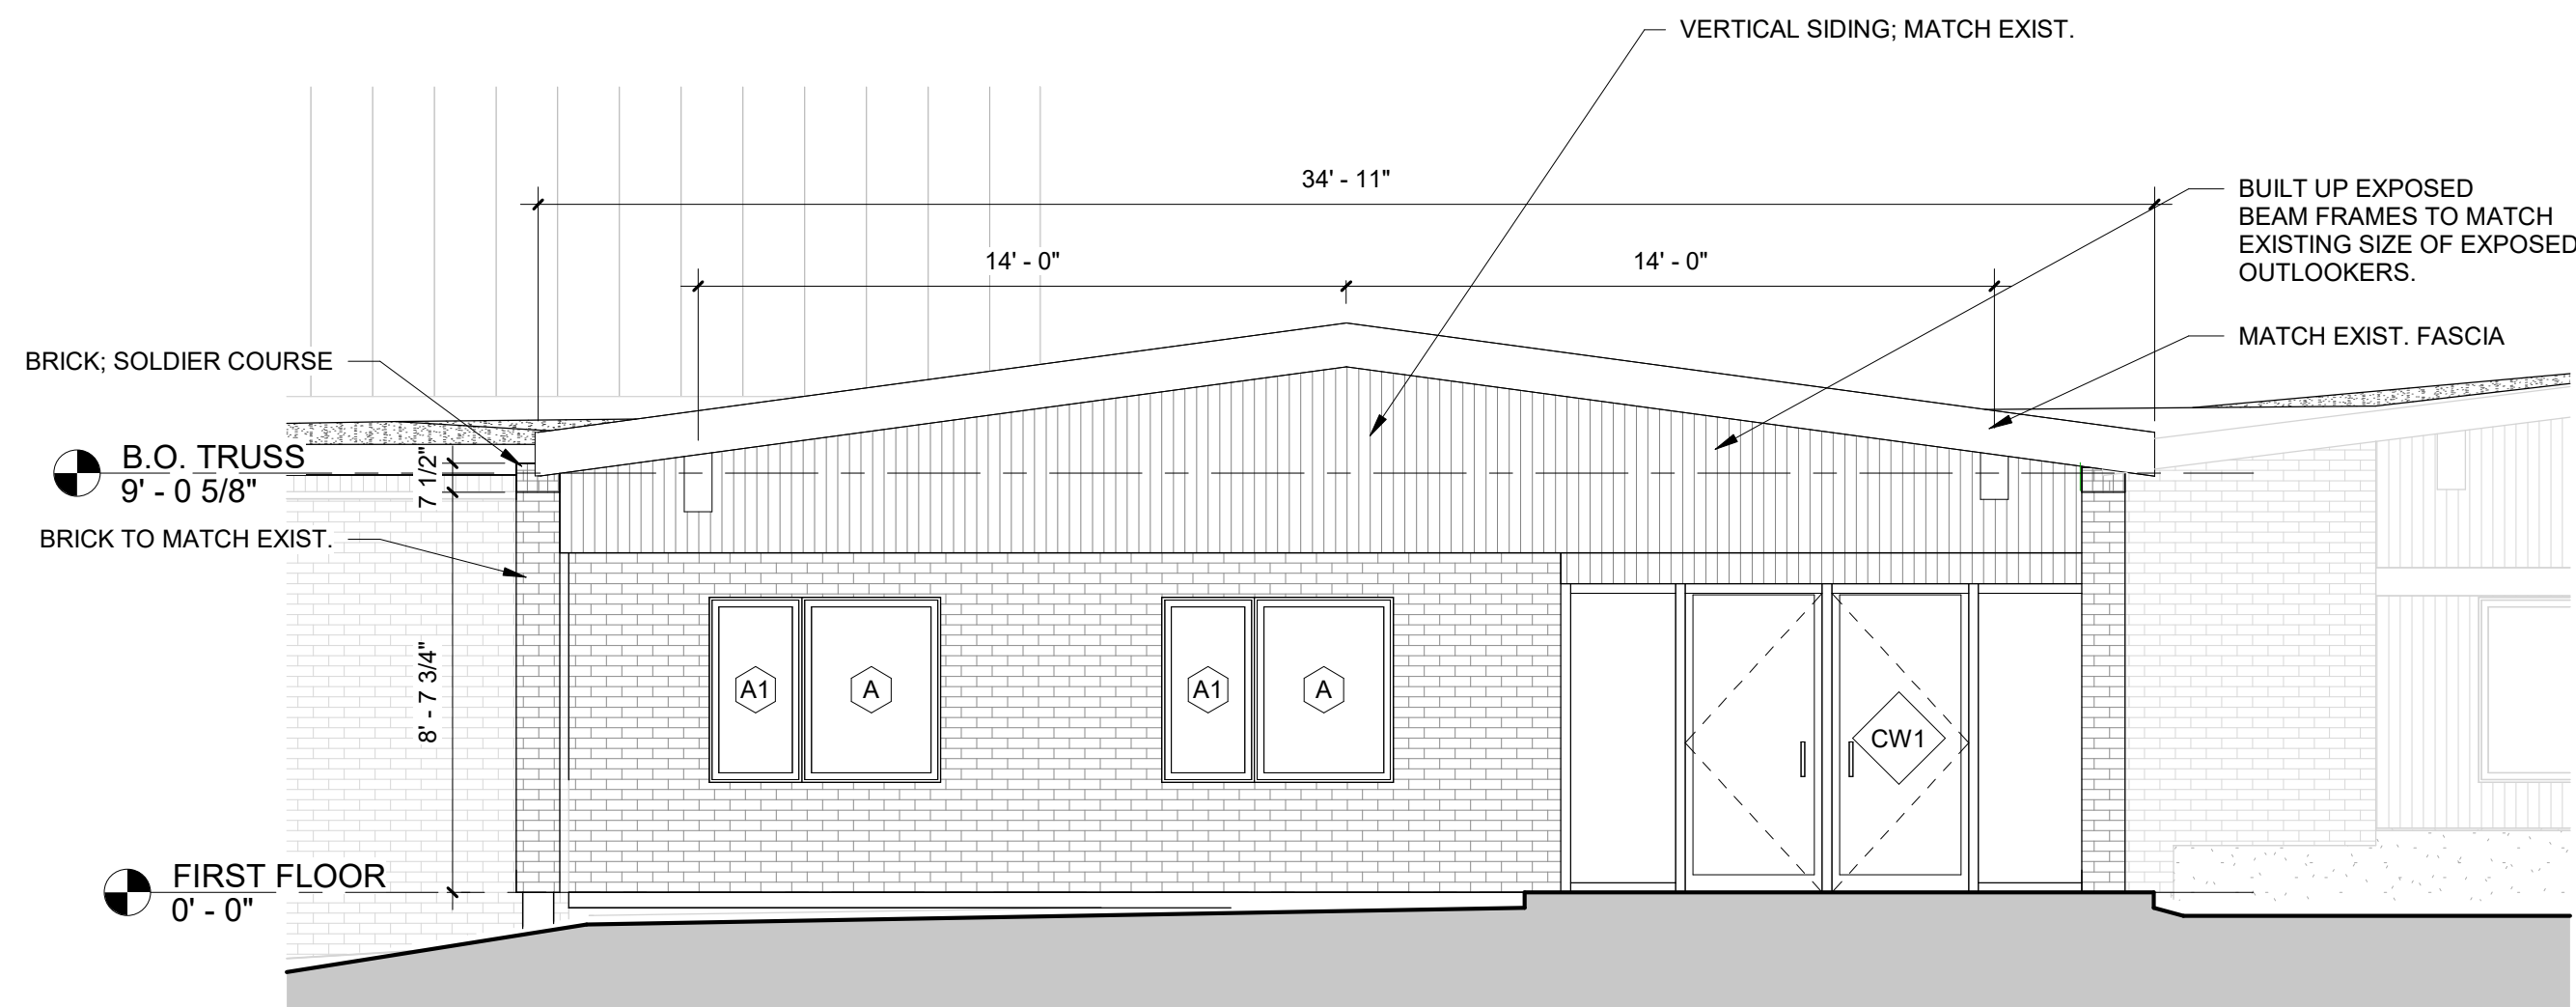 VERTICAL SIDING; MATCH EXIST.
34' - 11"
BUILT UP EXPOSED
BEAM FRAMES TO MATCH
EXISTING SIZE OF EXPOSED
OUTLOOKERS.
14' - 0"
14' - 0"
MATCH EXIST. FASCIA
BRICK; SOLDIER COURSE
B.O. TRUSS
9' - 0 5/8"
7 1/2"
BRICK TO MATCH EXIST.
8' - 7 3/4"
A1
A
A1
A
CW1
FIRST FLOOR
0' - 0"